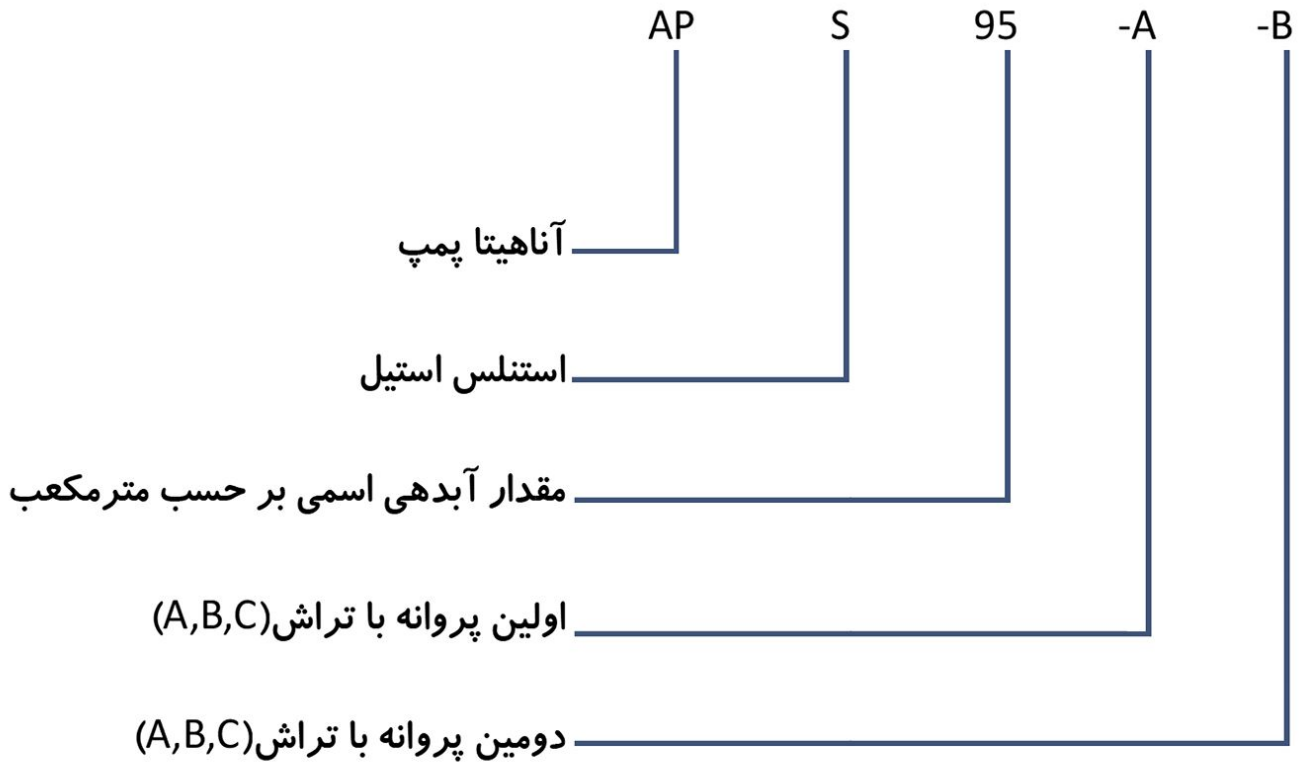 AP S 95 -A -B
آناهیتا پمپ
استنلس استیل
مقدار آبدهی اسمی بر حسب مترمکعب
اولین پروانه با تراش(A,B,C)
دومین پروانه با تراش(A,B,C)